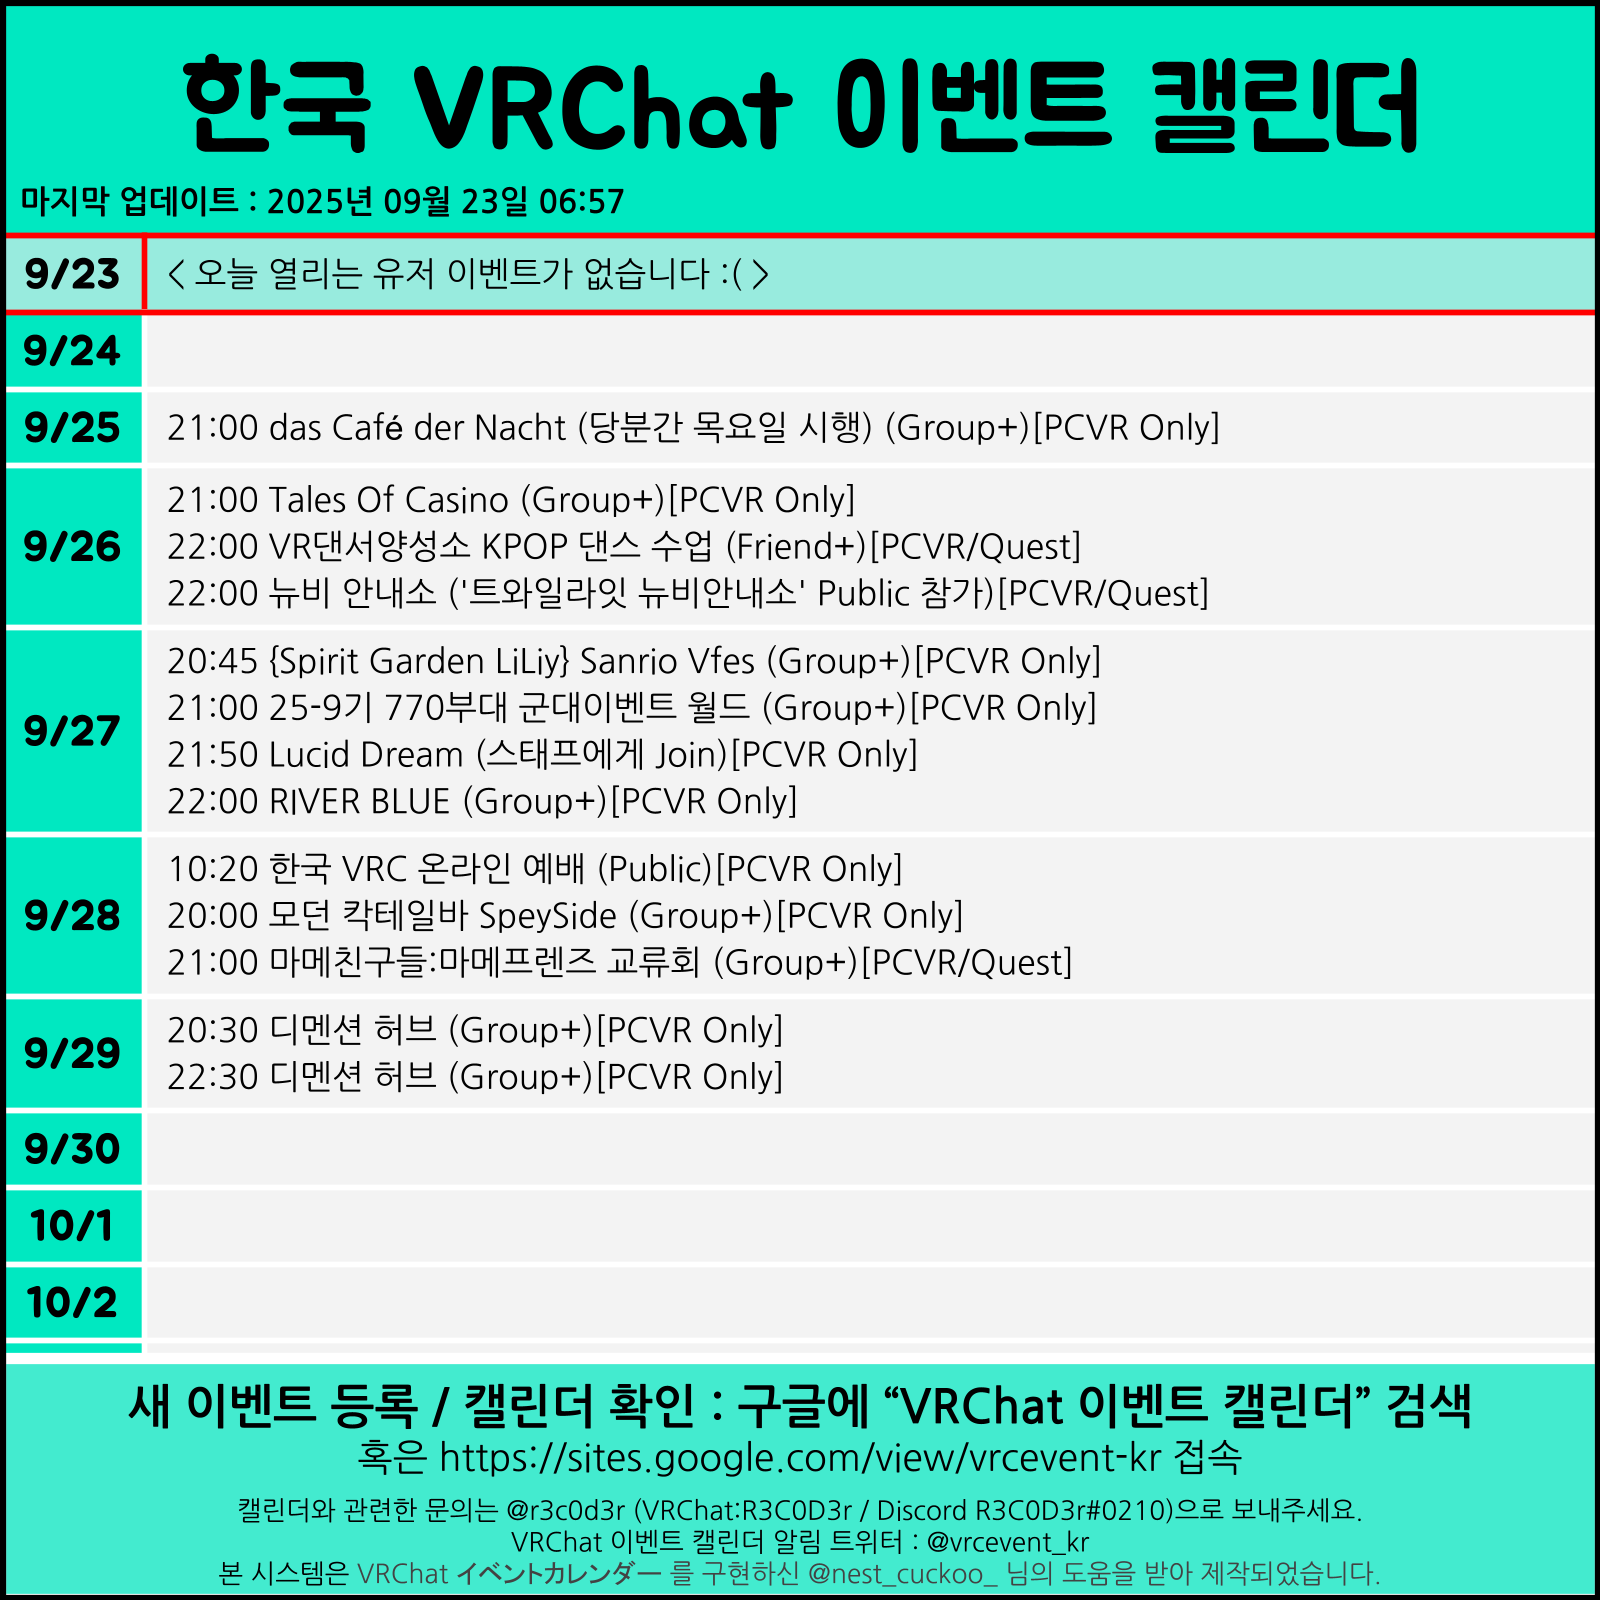 한국 VRChat 이벤트 캘린더
마지막 업데이트 : 2025년 09월 23일 06:57
9/23
< 오늘 열리는 유저 이벤트가 없습니다 :( >
9/24
9/25
21:00 das Café der Nacht (당분간 목요일 시행) (Group+)[PCVR Only]
9/26
21:00 Tales Of Casino (Group+)[PCVR Only]
22:00 VR댄서양성소 KPOP 댄스 수업 (Friend+)[PCVR/Quest]
22:00 뉴비 안내소 ('트와일라잇 뉴비안내소' Public 참가)[PCVR/Quest]
9/27
20:45 {Spirit Garden LiLiy} Sanrio Vfes (Group+)[PCVR Only]
21:00 25-9기 770부대 군대이벤트 월드 (Group+)[PCVR Only]
21:50 Lucid Dream (스태프에게 Join)[PCVR Only]
22:00 RIVER BLUE (Group+)[PCVR Only]
9/28
10:20 한국 VRC 온라인 예배 (Public)[PCVR Only]
20:00 모던 칵테일바 SpeySide (Group+)[PCVR Only]
21:00 마메친구들:마메프렌즈 교류회 (Group+)[PCVR/Quest]
9/29
20:30 디멘션 허브 (Group+)[PCVR Only]
22:30 디멘션 허브 (Group+)[PCVR Only]
9/30
10/1
10/2
새 이벤트 등록 / 캘린더 확인 : 구글에 “VRChat 이벤트 캘린더” 검색
혹은 https://sites.google.com/view/vrcevent-kr 접속
캘린더와 관련한 문의는 @r3c0d3r (VRChat:R3C0D3r / Discord R3C0D3r#0210)으로 보내주세요.
VRChat 이벤트 캘린더 알림 트위터 : @vrcevent_kr
본 시스템은 VRChat イベントカレンダー 를 구현하신 @nest_cuckoo_ 님의 도움을 받아 제작되었습니다.